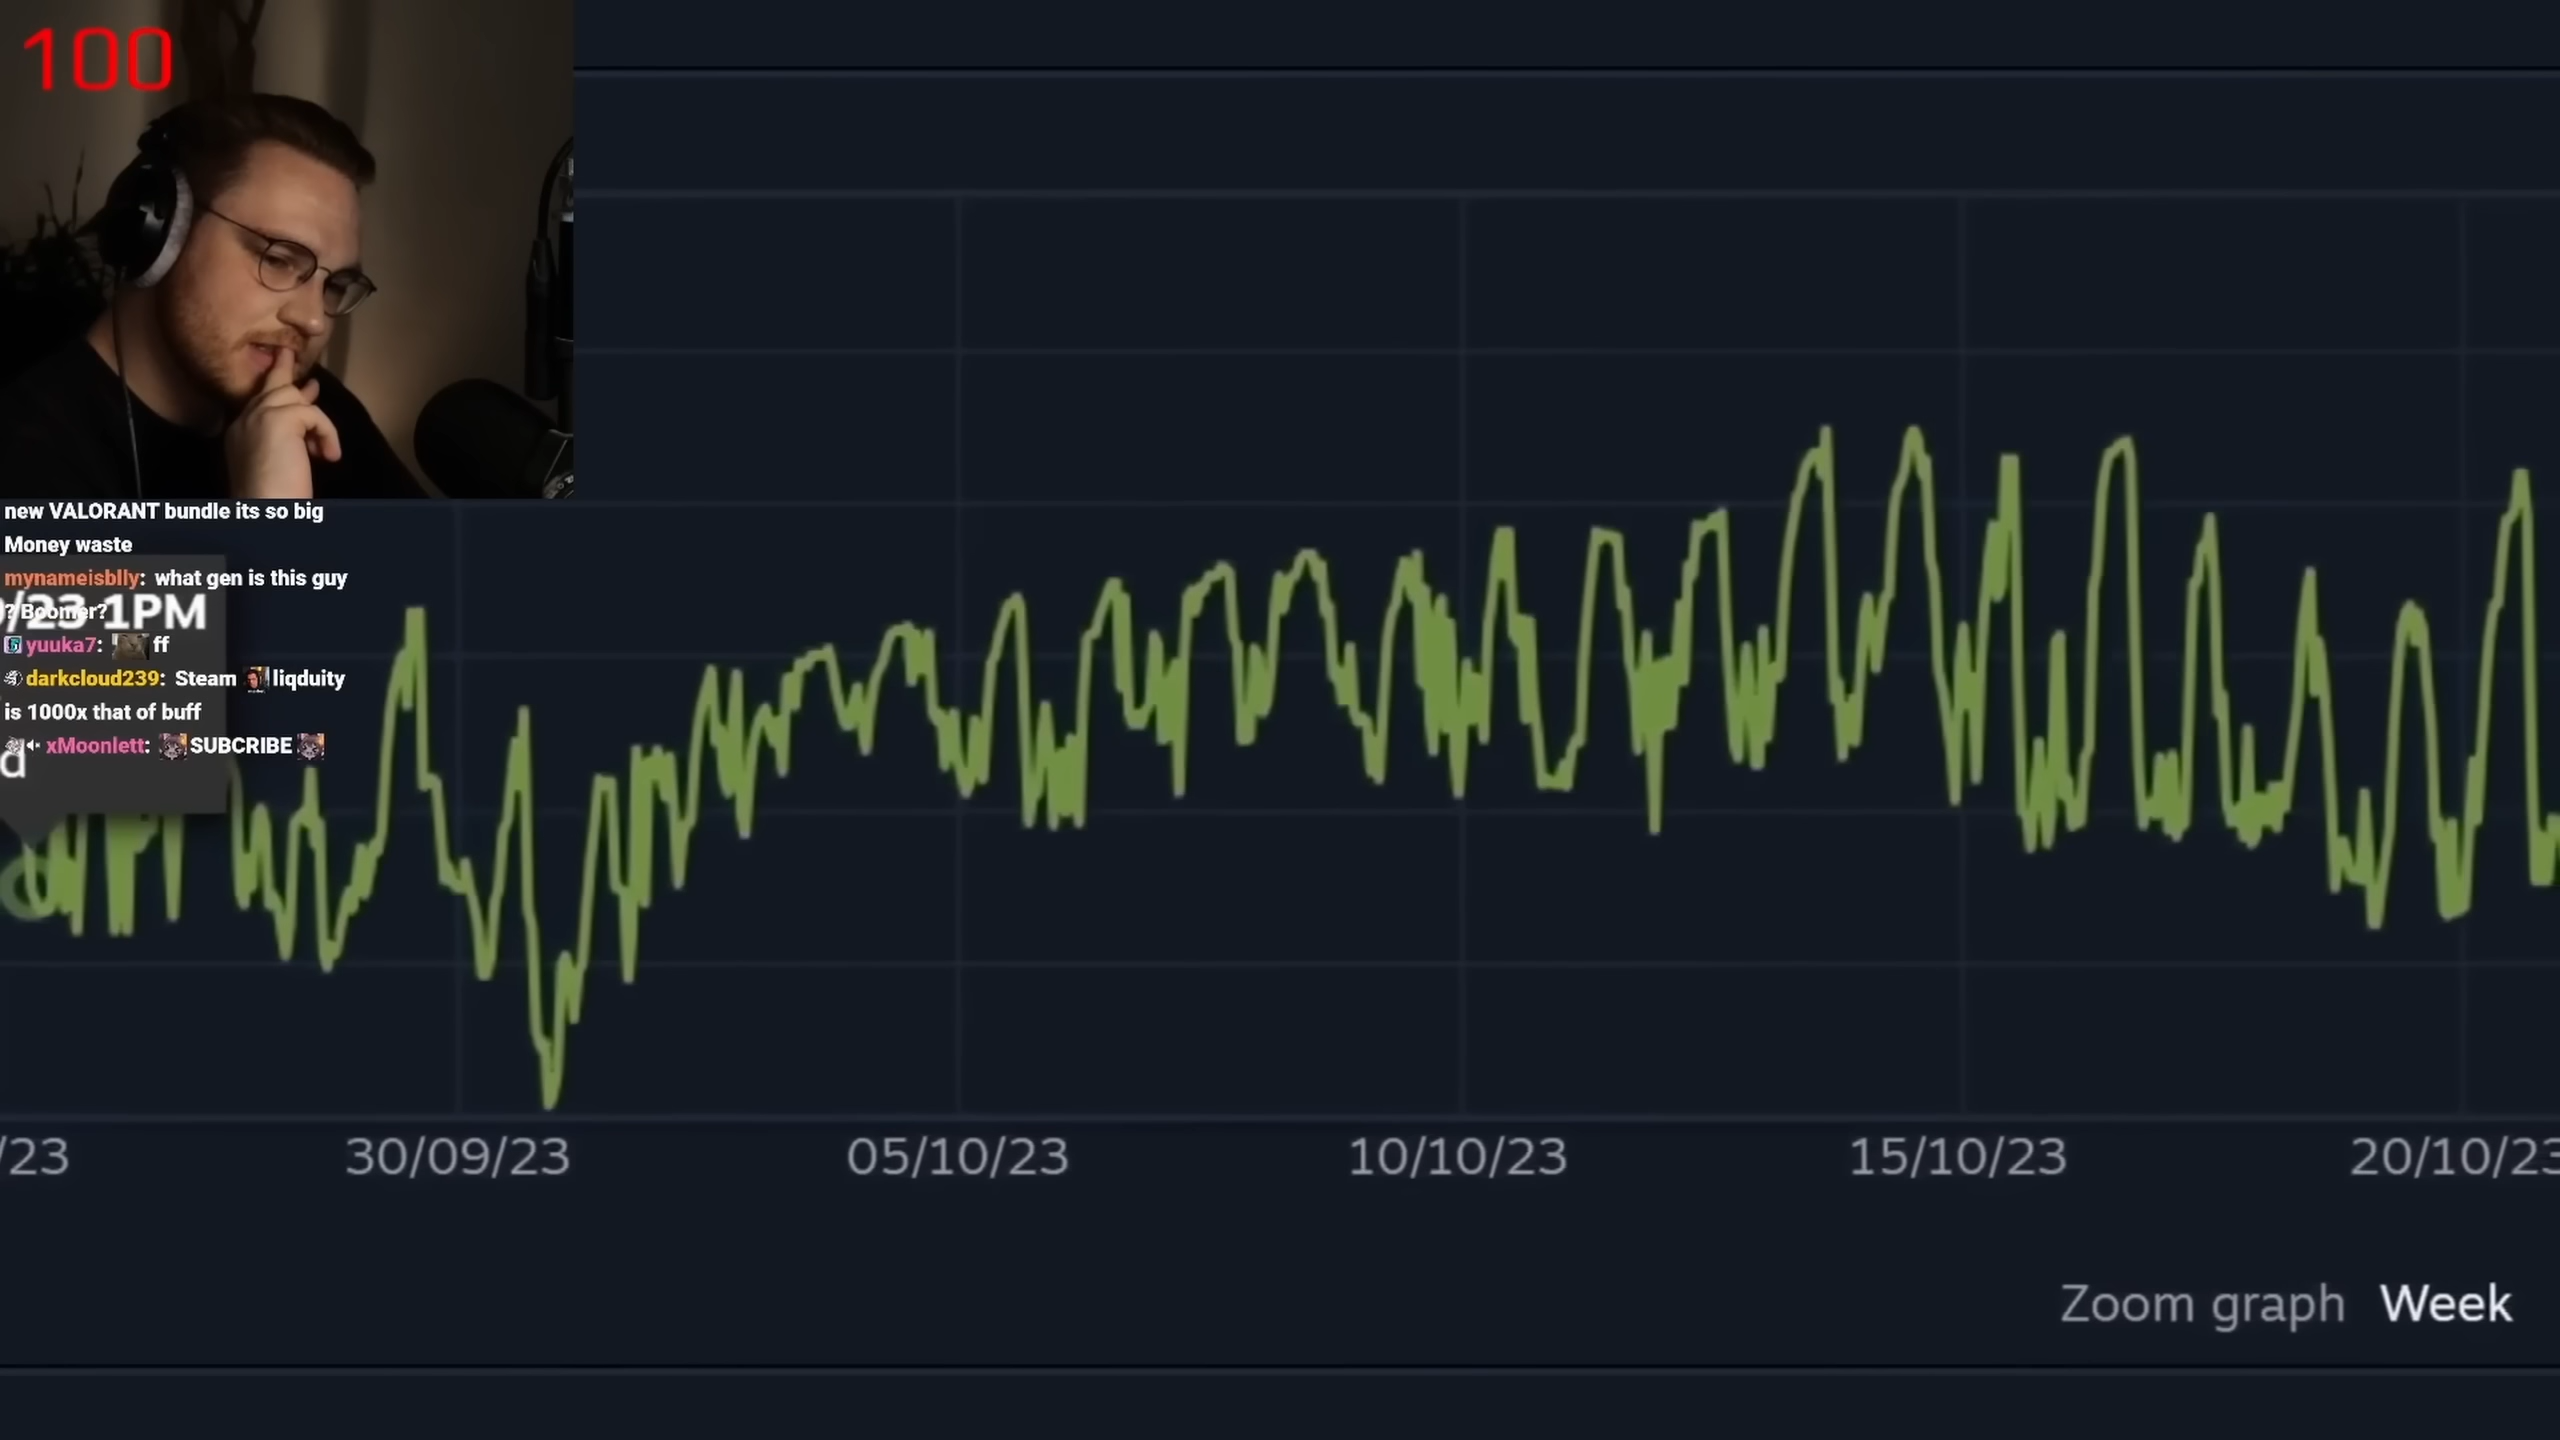 100
new VALORANT bundle its so big
Money waste
mynameisblly: what gen is this guy
? Boomer?
/23 1PM
yuuka7: ff
darkcloud239: Steam liqduity
is 1000x that of buff
xMoonlett: SUBCRIBE
d
/23
30/09/23
05/10/23
10/10/23
15/10/23
20/10/23
Zoom graph Week